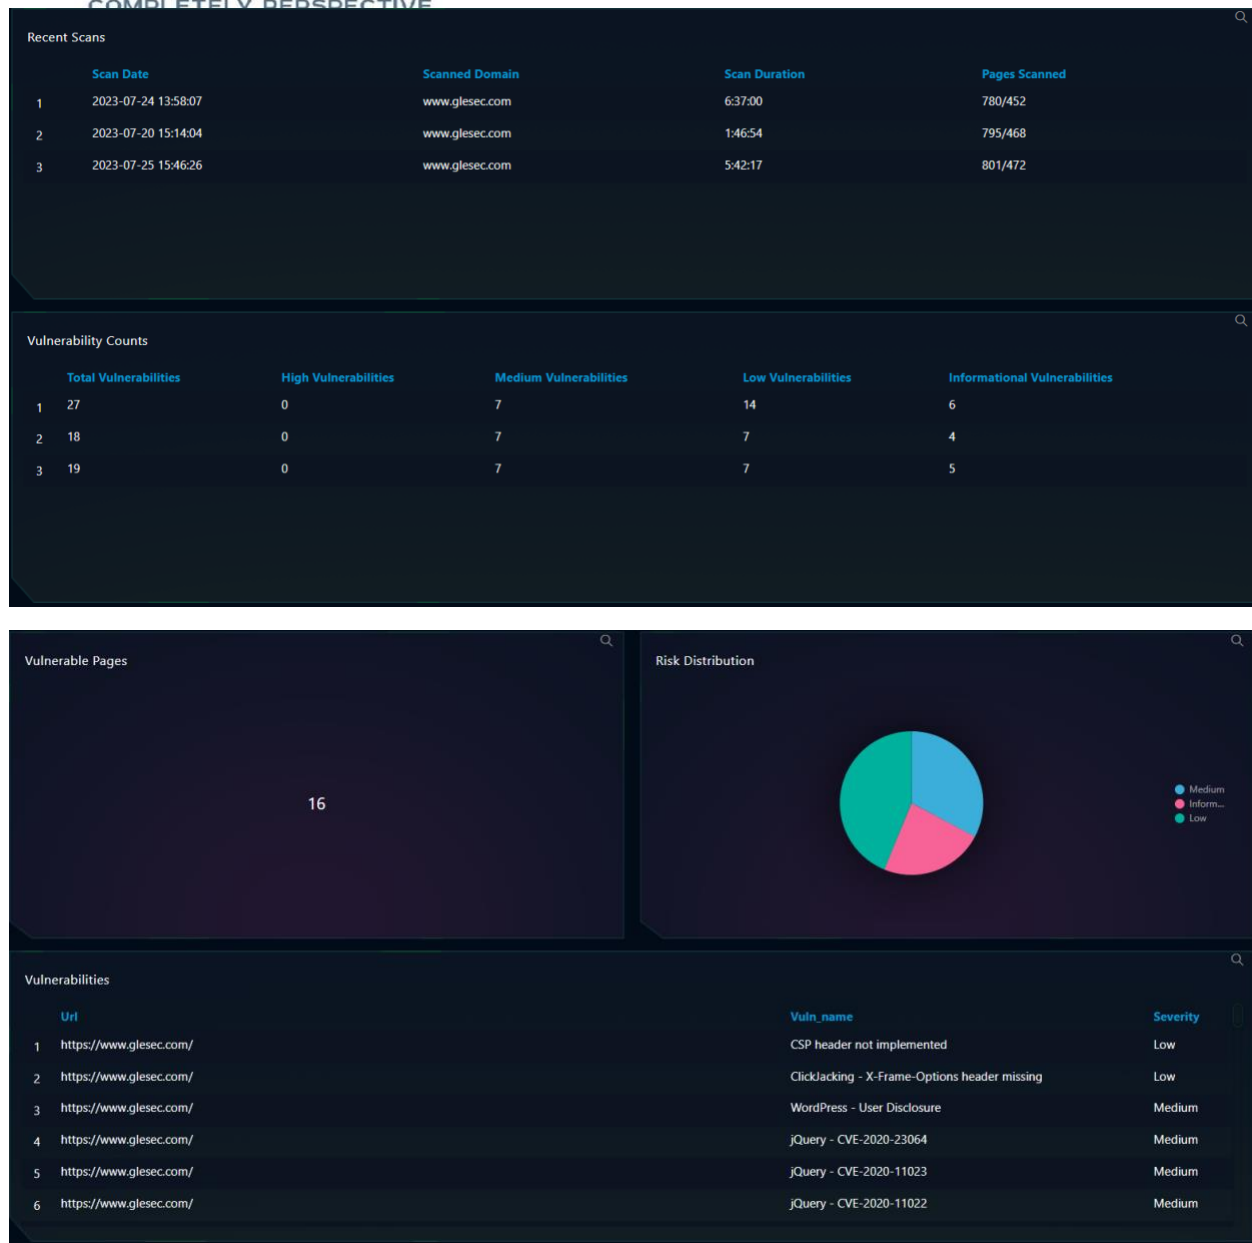 COMPLETELY PERSPECTIVE
Recent Scans
Scan Date Scanned Domain Scan Duration Pages Scanned
1 2023-07-24 13:58:07 www.glesec.com 6:37:00 780/452
2 2023-07-20 15:14:04 www.glesec.com 1:46:54 795/468
3 2023-07-25 15:46:26 www.glesec.com 5:42:17 801/472
Vulnerability Counts
Total Vulnerabilities High Vulnerabilities Medium Vulnerabilities Low Vulnerabilities Informational Vulnerabilities
1 27 0 7 14 6
2 18 0 7 7 4
3 19 0 7 7 5
Vulnerable Pages
16
Risk Distribution
Medium
Inform...
Low
Vulnerabilities
Url Vuln_name Severity
1 https://www.glesec.com/ CSP header not implemented Low
2 https://www.glesec.com/ ClickJacking - X-Frame-Options header missing Low
3 https://www.glesec.com/ WordPress - User Disclosure Medium
4 https://www.glesec.com/ jQuery - CVE-2020-23064 Medium
5 https://www.glesec.com/ jQuery - CVE-2020-11023 Medium
6 https://www.glesec.com/ jQuery - CVE-2020-11022 Medium